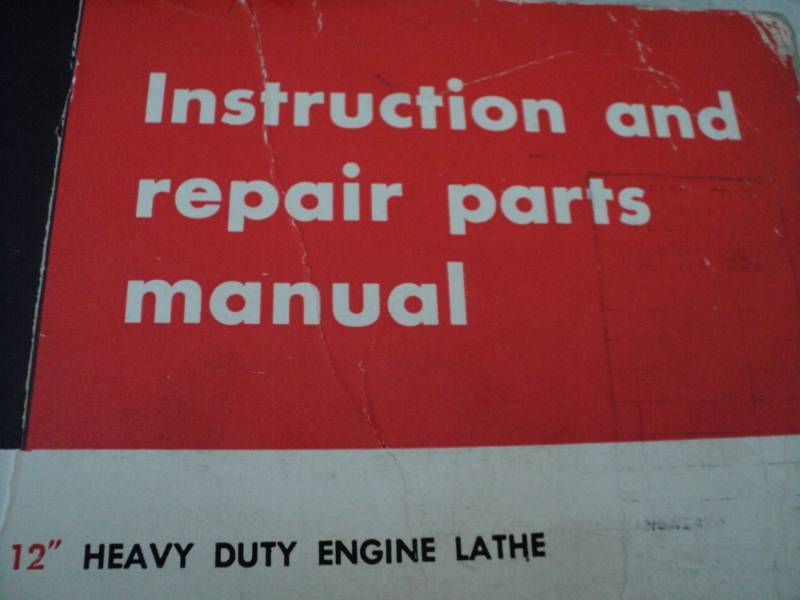 Instruction and
repair parts
manual
12" HEAVY DUTY ENGINE LATHE